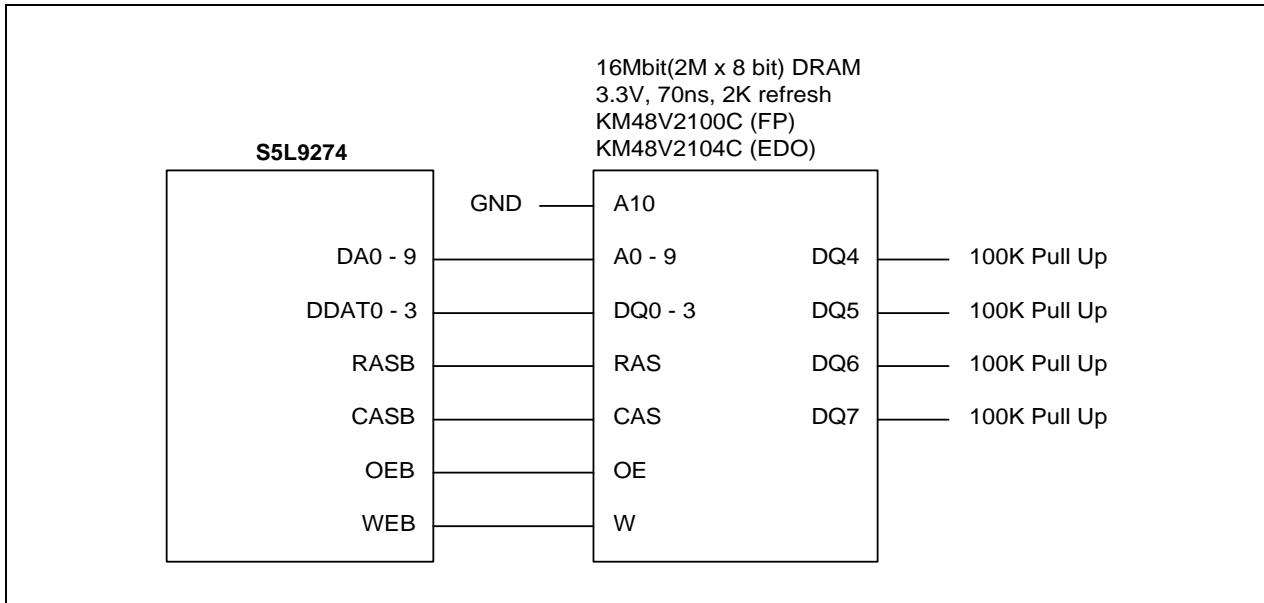 16Mbit(2M x 8 bit) DRAM
3.3V, 70ns, 2K refresh
KM48V2100C (FP)
KM48V2104C (EDO)
S5L9274
GND A10
DA0 - 9 A0 - 9 DQ4 100K Pull Up
DDAT0 - 3 DQ0 - 3 DQ5 100K Pull Up
RASB RAS DQ6 100K Pull Up
CASB CAS DQ7 100K Pull Up
OEB OE
WEB W